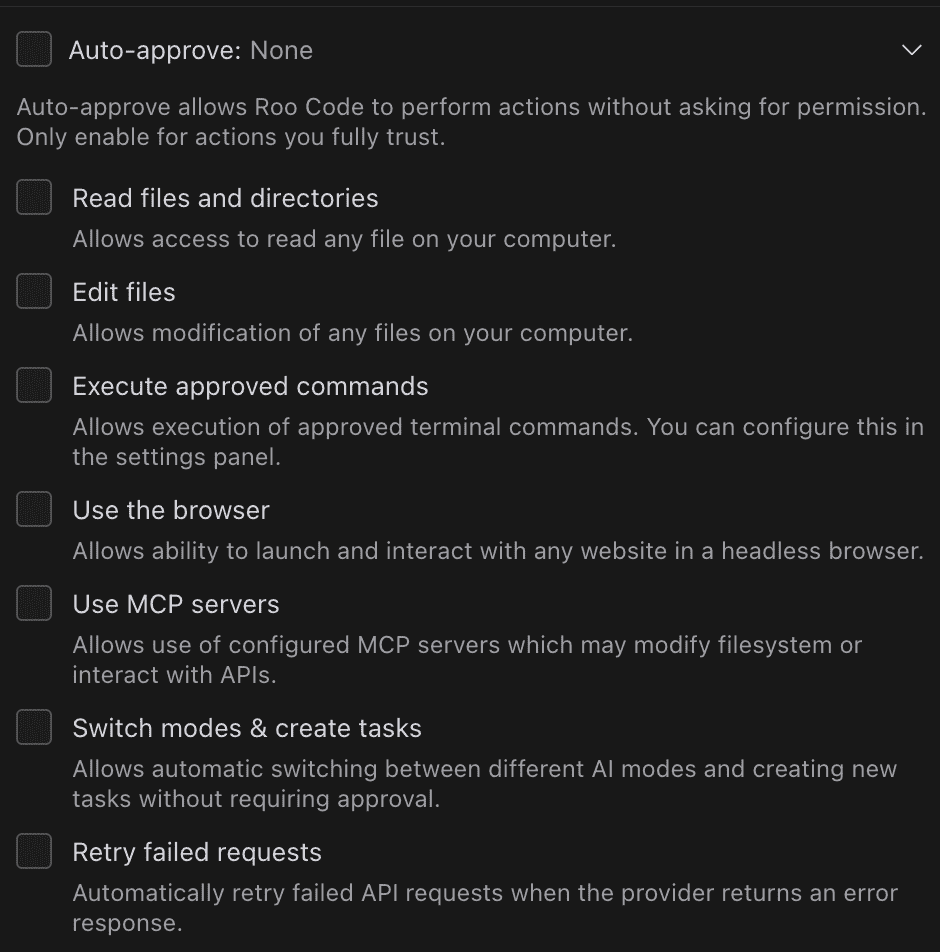 Auto-approve: None
Auto-approve allows Roo Code to perform actions without asking for permission.
Only enable for actions you fully trust.
Read files and directories
Allows access to read any file on your computer.
Edit files
Allows modification of any files on your computer.
Execute approved commands
Allows execution of approved terminal commands. You can configure this in
the settings panel.
Use the browser
Allows ability to launch and interact with any website in a headless browser.
Use MCP servers
Allows use of configured MCP servers which may modify filesystem or
interact with APIs.
Switch modes & create tasks
Allows automatic switching between different AI modes and creating new
tasks without requiring approval.
Retry failed requests
Automatically retry failed API requests when the provider returns an error
response.